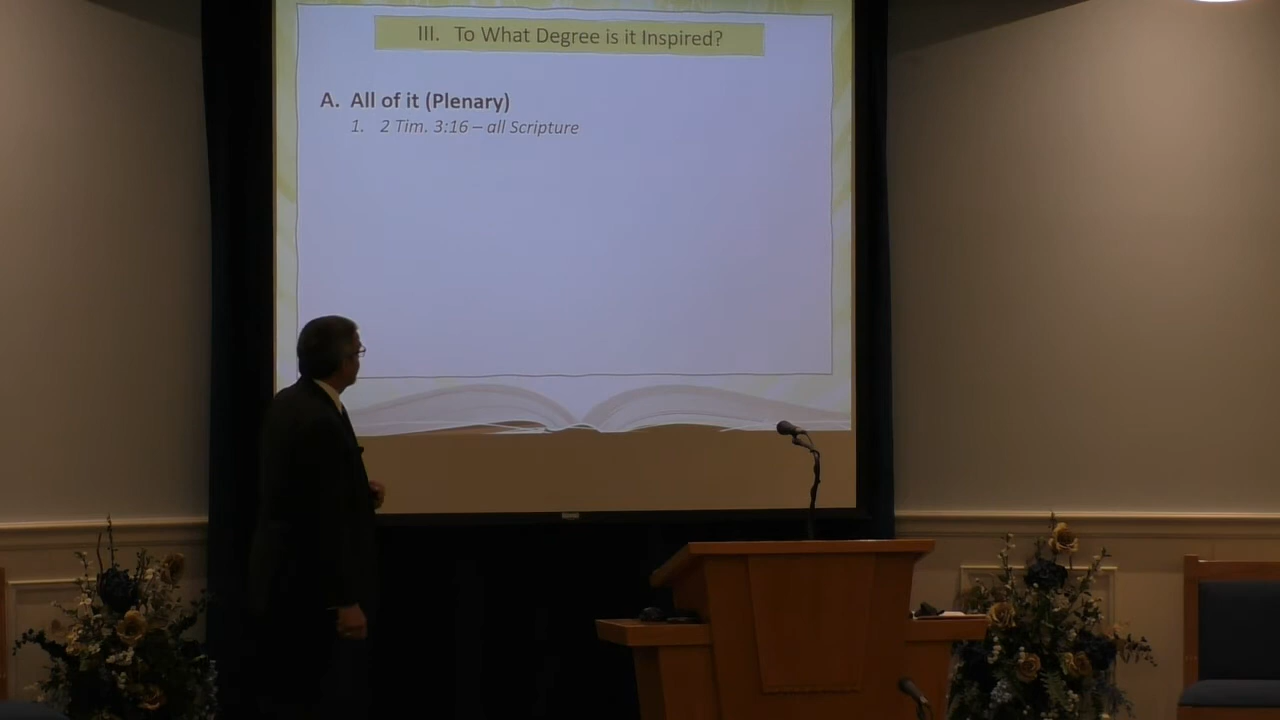 III. To What Degree is it Inspired?
A. All of it (Plenary)
1. 2 Tim. 3:16 – all Scripture